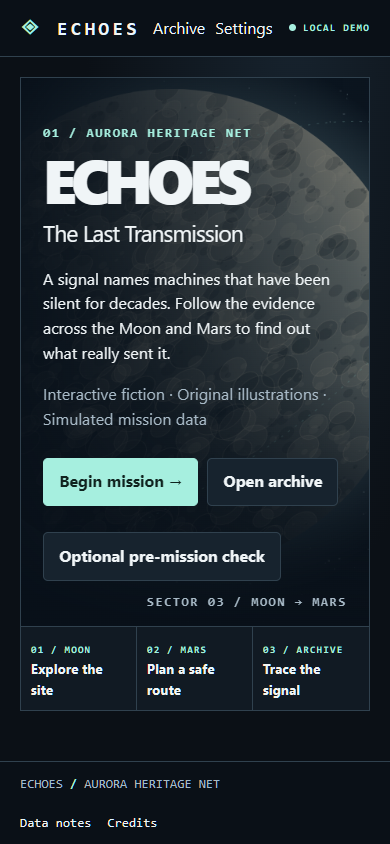 ECHOES Archive Settings LOCAL DEMO
01 / AURORA HERITAGE NET
ECHOES
The Last Transmission
A signal names machines that have been
silent for decades. Follow the evidence
across the Moon and Mars to find out
what really sent it.
Interactive fiction · Original illustrations ·
Simulated mission data
Begin mission → Open archive
Optional pre-mission check
SECTOR 03 / MOON → MARS
01 / MOON
Explore the
site
02 / MARS
Plan a safe
route
03 / ARCHIVE
Trace the
signal
ECHOES / AURORA HERITAGE NET
Data notes Credits